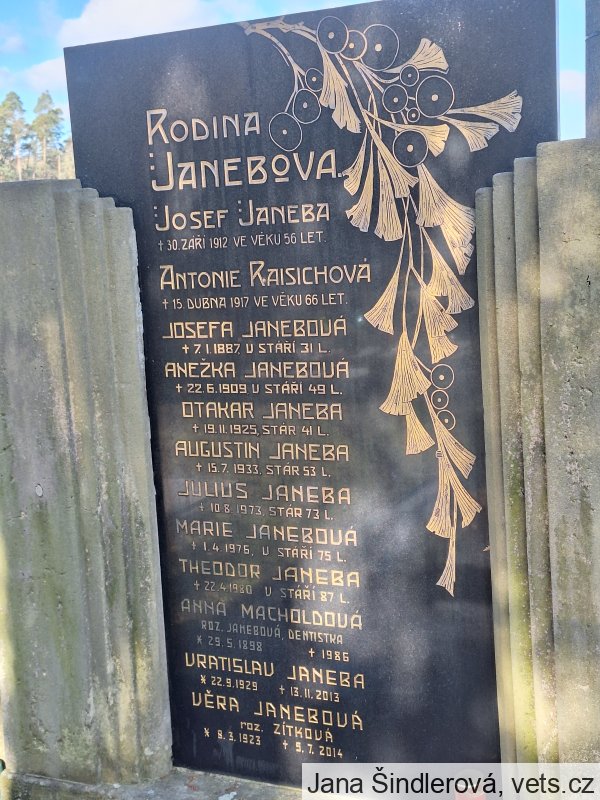 RODINA
JANEBOVA.
JOSEF JANEBA
† 30. ZÁŘÍ 1912 VE VĚKU 56 LET.
ANTONIE RAISICHOVÁ
† 15. DUBNA 1917 VE VĚKU 66 LET.
JOSEFA JANEBOVÁ
† 7.1.1887 V STÁŘÍ 31 L.
ANEŽKA JANEBOVÁ
† 22.6.1909 V STÁŘÍ 49 L.
OTAKAR JANEBA
† 19.11.1925, STÁR 41 L.
AUGUSTIN JANEBA
† 15.7. 1933, STÁR 53 L.
JULIUS JANEBA
† 10.8.1973, STÁR 73 L.
MARIE JANEBOVÁ
† 1.4.1976, V STÁŘÍ 75 L.
THEODOR JANEBA
† 22.4.1980 V STÁŘÍ 87 L.
ANNA MACHOLDOVÁ
ROZ. JANEBOVÁ, DENTISTKA
* 29.5.1898 † 1986
VRATISLAV JANEBA
* 22.9.1929 † 13.11.2013
VĚRA JANEBOVÁ
roz. ZÍTKOVÁ
* 9.3.1923 † 9.7.2014
Jana Šindlerová, vets.cz